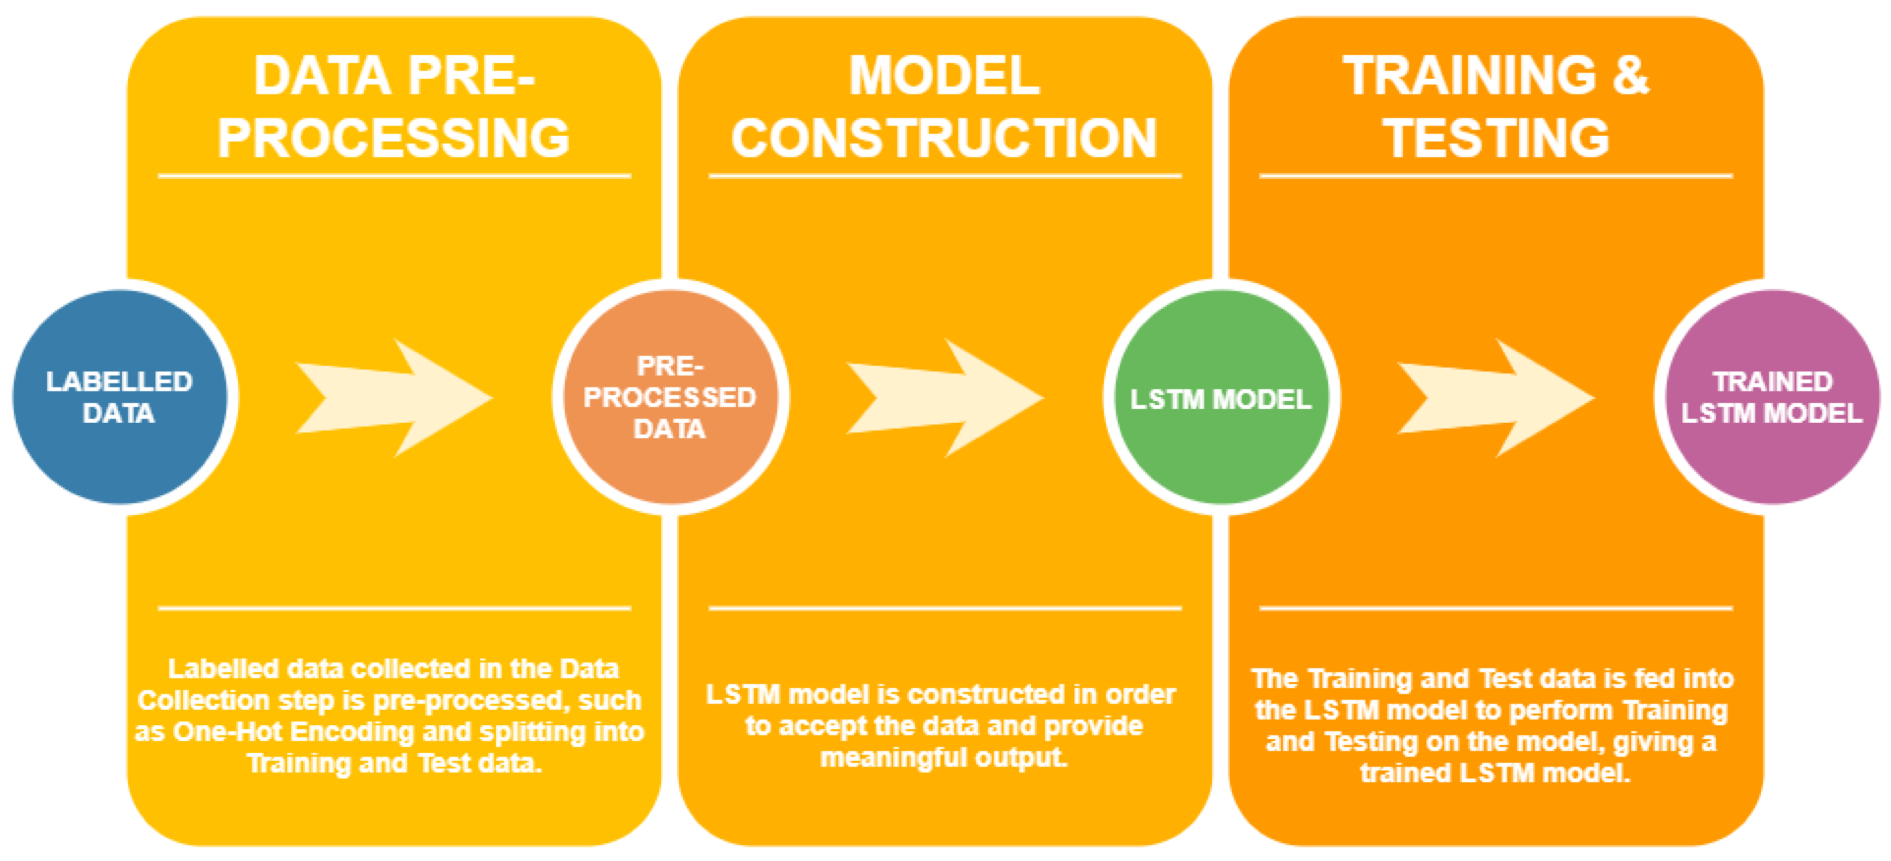 DATA PRE-
PROCESSING
MODEL
CONSTRUCTION
TRAINING &
TESTING
LABELLED
DATA
PRE-
PROCESSED
DATA
LSTM MODEL
TRAINED
LSTM MODEL
Labelled data collected in the Data
Collection step is pre-processed, such
as One-Hot Encoding and splitting into
Training and Test data.
LSTM model is constructed in order
to accept the data and provide
meaningful output.
The Training and Test data is fed into
the LSTM model to perform Training
and Testing on the model, giving a
trained LSTM model.